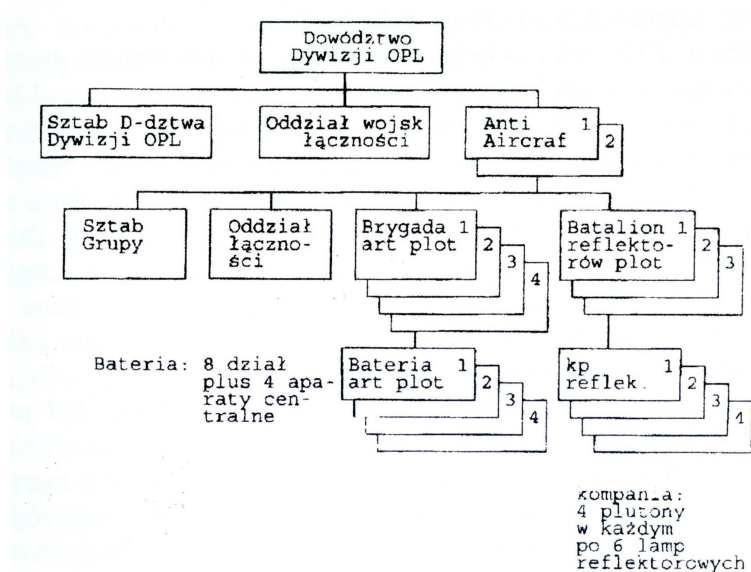 Dowództwo
Dywizji OPL
Sztab D-dztwa
Dywizji OPL
Oddział wojsk
łączności
Anti 1
Aircraf 2
Sztab
Grupy
Oddział
łączno-
ści
Brygada 1
art plot 2
3
4
Batalion 1
reflekto- 2
rów plot 3
Bateria: 8 dział
plus 4 apa-
raty cen-
tralne
Bateria 1
art plot 2
3
4
kp 1
reflek. 2
3
4
kompania:
4 plutony
w każdym
po 6 lamp
reflektorowych